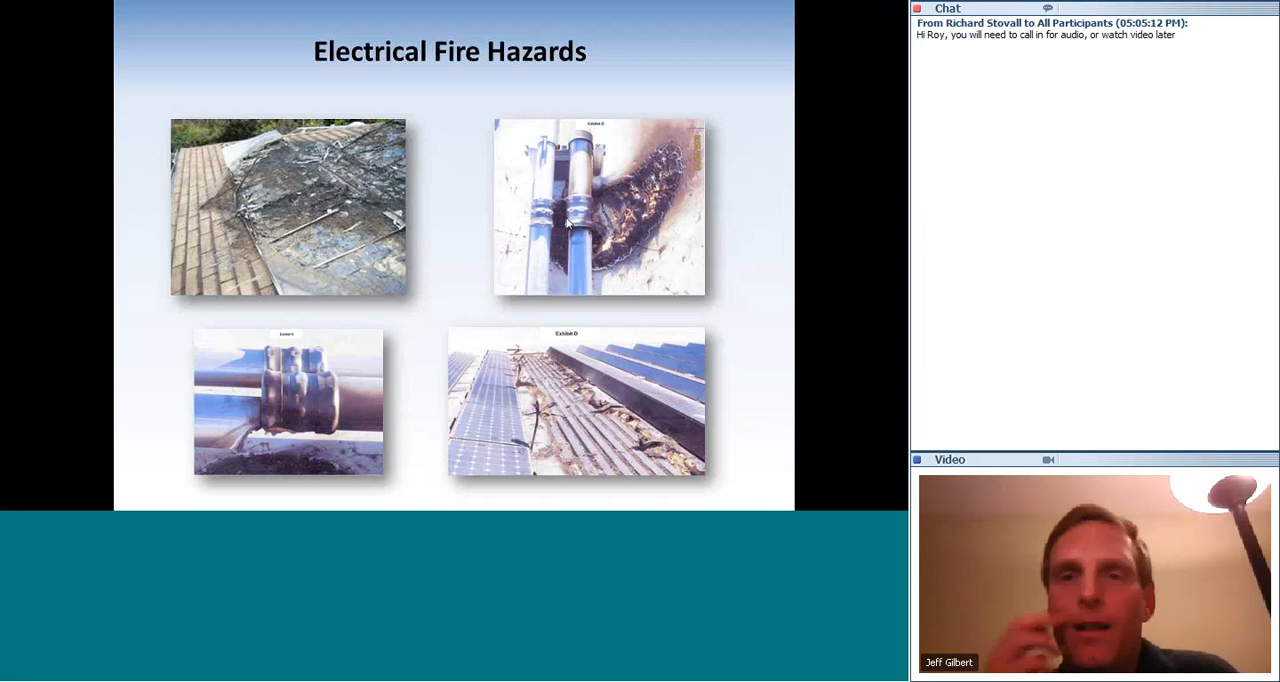 Electrical Fire Hazards
Exhibit D
Chat
From Richard Stovall to All Participants (05:05:12 PM):
Hi Roy, you will need to call in for audio, or watch video later
Video
Jeff Gilbert